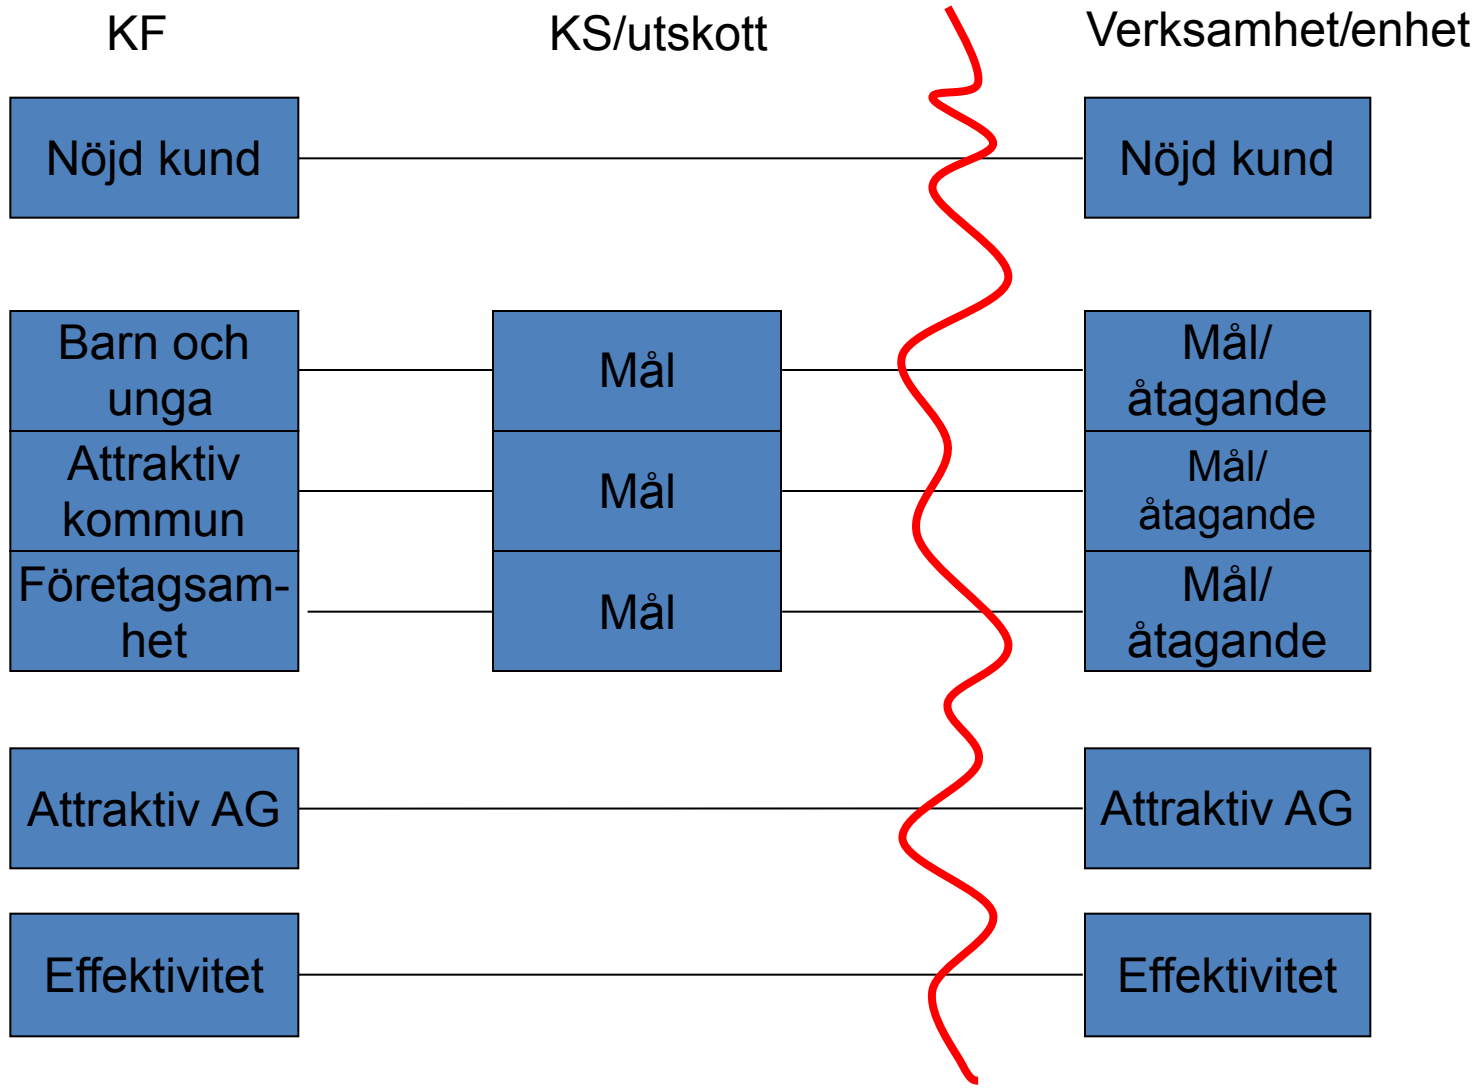 KF
KS/utskott
Verksamhet/enhet
Nöjd kund
Nöjd kund
Barn och
unga
Mål
Mål/
åtagande
Attraktiv
kommun
Mål
Mål/
åtagande
Företagsam-
het
Mål
Mål/
åtagande
Attraktiv AG
Attraktiv AG
Effektivitet
Effektivitet